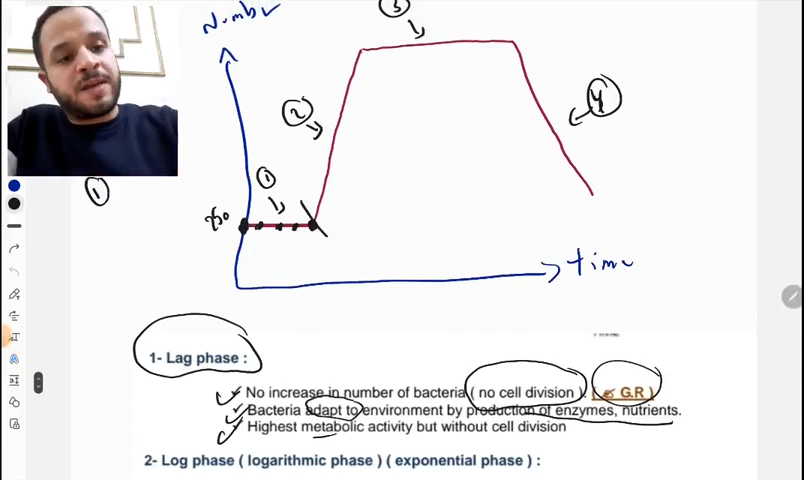 Number
3
2
4
1
1
time
1- Lag phase :
No increase in number of bacteria ( no cell division ). ( G.R )
Bacteria adapt to environment by production of enzymes, nutrients.
Highest metabolic activity but without cell division
2- Log phase ( logarithmic phase ) ( exponential phase ) :